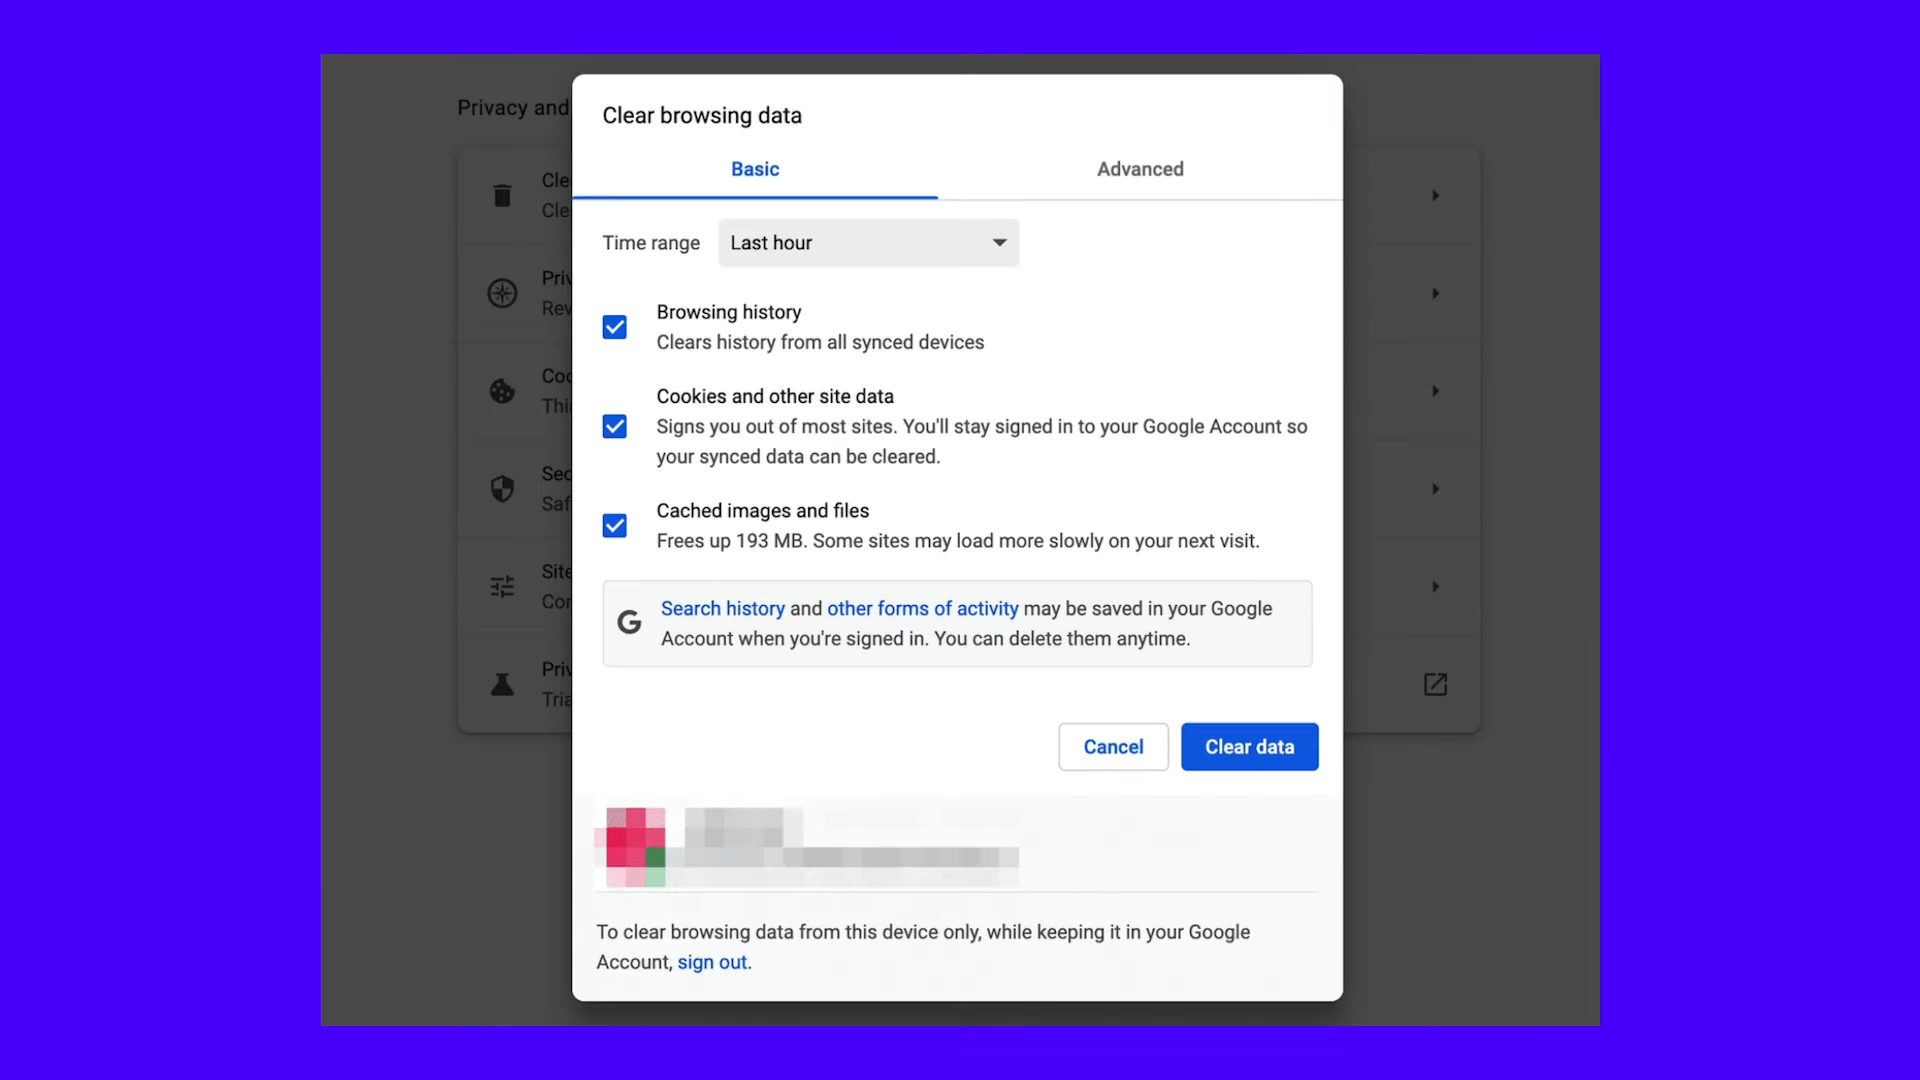 Privacy and
Clear browsing data
Basic
Advanced
Time range
Last hour
Browsing history
Clears history from all synced devices
Cookies and other site data
Signs you out of most sites. You'll stay signed in to your Google Account so
your synced data can be cleared.
Cached images and files
Frees up 193 MB. Some sites may load more slowly on your next visit.
G
Search history and other forms of activity may be saved in your Google
Account when you're signed in. You can delete them anytime.
Cancel
Clear data
To clear browsing data from this device only, while keeping it in your Google
Account, sign out.